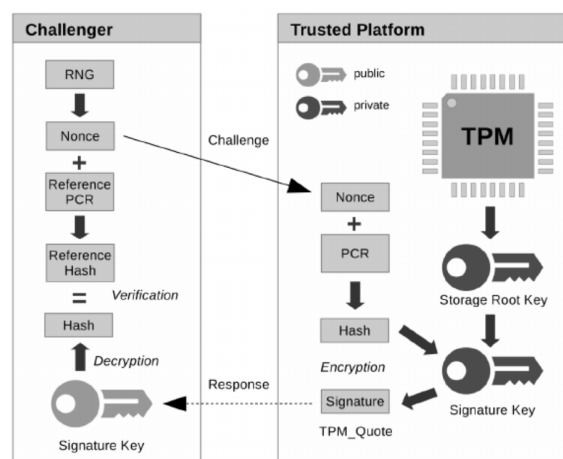 Challenger
RNG
Nonce
+
Reference
PCR
Reference
Hash
=
Verification
Hash
Decryption
Signature Key
Challenge
Response
Trusted Platform
public
private
TPM
Nonce
+
PCR
Hash
Encryption
Signature
TPM_Quote
Storage Root Key
Signature Key